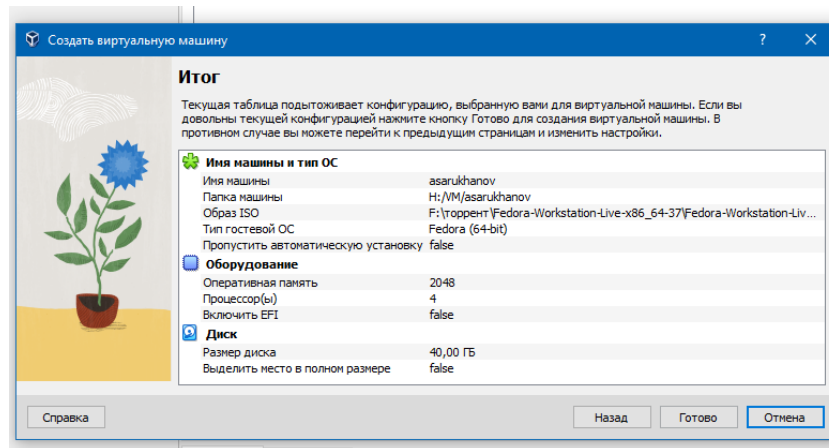 Создать виртуальную машину
?
Итог
Текущая таблица подытоживает конфигурацию, выбранную вами для виртуальной машины. Если вы
довольны текущей конфигурацией нажмите кнопку Готово для создания виртуальной машины. В
противном случае вы можете перейти к предыдущим страницам и изменить настройки.
Имя машины и тип ОС
Имя машины asarukhanov
Папка машины H:/VM/asarukhanov
Образ ISO F:\торрент\Fedora-Workstation-Live-x86_64-37\Fedora-Workstation-Liv...
Тип гостевой ОС Fedora (64-bit)
Пропустить автоматическую установку false
Оборудование
Оперативная память 2048
Процессор(ы) 4
Включить EFI false
Диск
Размер диска 40,00 ГБ
Выделить место в полном размере false
Справка Назад Готово Отмена